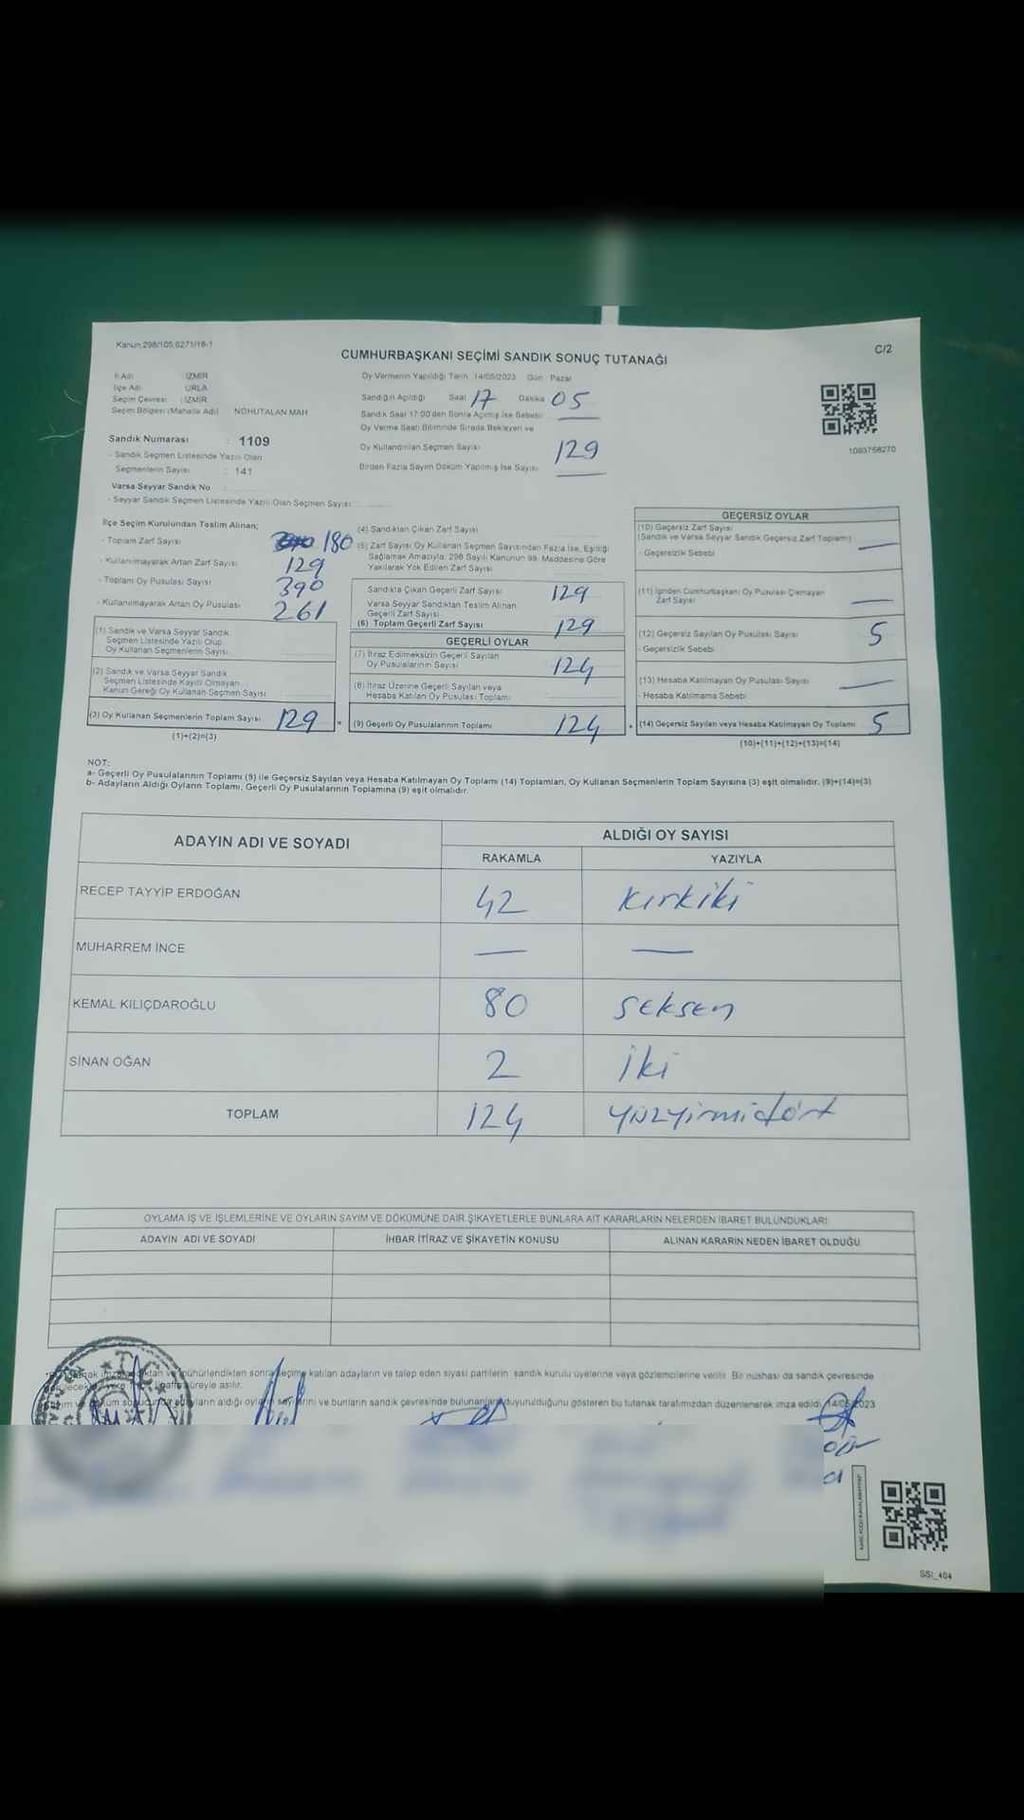 Kanun 298/105,6271/16-1
C/2
CUMHURBAŞKANI SEÇİMİ SANDIK SONUÇ TUTANAĞI
İl Adı İZMİR
İlçe Adı URLA
Seçim Çevresi : İZMİR
Seçim Bölgesi (Mahalle Adı) NOHUTALAN MAH
Sandık Numarası : 1109
- Sandık Seçmen Listesinde Yazılı Olan
Seçmenlerin Sayısı : 141
Varsa Seyyar Sandık No
- Seyyar Sandık Seçmen Listesinde Yazılı Olan Seçmen Sayısı
Oy Vermenin Yapıldığı Tarih 14/05/2023 Gün Pazar
Sandığın Açıldığı Saat 17 Dakika 05
Sandık Saat 17:00'den Sonra Açılmış İse Sebebi
Oy Verme Saati Bitiminde Sırada Bekleyen ve
Oy Kullandırılan Seçmen Sayısı 129
Birden Fazla Sayım Döküm Yapılmış İse Sayısı
1093758270
İlçe Seçim Kurulundan Teslim Alınan;
- Toplam Zarf Sayısı 180
- Kullanılmayarak Artan Zarf Sayısı 129
- Toplam Oy Pusulası Sayısı 390
- Kullanılmayarak Artan Oy Pusulası 261
(1) Sandık ve Varsa Seyyar Sandık
Seçmen Listesinde Yazılı Olup
Oy Kullanan Seçmenlerin Sayısı
(2) Sandık ve Varsa Seyyar Sandık
Seçmen Listesinde Kayıtlı Olmayan
Kanun Gereği Oy Kullanan Seçmen Sayısı
(3) Oy Kullanan Seçmenlerin Toplam Sayısı 129
(1)+(2)=(3)
(4) Sandıktan Çıkan Zarf Sayısı
(5) Zarf Sayısı Oy Kullanan Seçmen Sayısından Fazla İse, Eşitliği
Sağlamak Amacıyla, 298 Sayılı Kanunun 98. Maddesine Göre
Yakılarak Yok Edilen Zarf Sayısı
Sandıkta Çıkan Geçerli Zarf Sayısı 129
Varsa Seyyar Sandıktan Teslim Alınan
Geçerli Zarf Sayısı
(6) Toplam Geçerli Zarf Sayısı 129
GEÇERLİ OYLAR
(7) İtiraz Edilmeksizin Geçerli Sayılan
Oy Pusulalarının Sayısı 124
(8) İtiraz Üzerine Geçerli Sayılan veya
Hesaba Katılan Oy Pusulası Toplamı
(9) Geçerli Oy Pusulalarının Toplamı 124
GEÇERSİZ OYLAR
(10) Geçersiz Zarf Sayısı
(Sandık ve Varsa Seyyar Sandık Geçersiz Zarf Toplamı) —
- Geçersizlik Sebebi
(11) İçinden Cumhurbaşkanı Oy Pusulası Çıkmayan
Zarf Sayısı —
(12) Geçersiz Sayılan Oy Pusulası Sayısı 5
- Geçersizlik Sebebi
(13) Hesaba Katılmayan Oy Pusulası Sayısı —
- Hesaba Katılmama Sebebi
(14) Geçersiz Sayılan veya Hesaba Katılmayan Oy Toplamı 5
(10)+(11)+(12)+(13)=(14)
NOT:
a- Geçerli Oy Pusulalarının Toplamı (9) ile Geçersiz Sayılan veya Hesaba Katılmayan Oy Toplamı (14) Toplamları, Oy Kullanan Seçmenlerin Toplam Sayısına (3) eşit olmalıdır. (9)+(14)=(3)
b- Adayların Aldığı Oyların Toplamı, Geçerli Oy Pusulalarının Toplamına (9) eşit olmalıdır.
ADAYIN ADI VE SOYADI
ALDIĞI OY SAYISI
RAKAMLA YAZIYLA
RECEP TAYYİP ERDOĞAN 42 kırkiki
MUHARREM İNCE — —
KEMAL KILIÇDAROĞLU 80 seksen
SİNAN OĞAN 2 iki
TOPLAM 124 yüzyirmidört
OYLAMA İŞ VE İŞLEMLERİNE VE OYLARIN SAYIM VE DÖKÜMÜNE DAİR ŞİKAYETLERLE BUNLARA AİT KARARLARIN NELERDEN İBARET BULUNDUKLARI
ADAYIN ADI VE SOYADI İHBAR İTİRAZ VE ŞİKAYETİN KONUSU ALINAN KARARIN NEDEN İBARET OLDUĞU
mühürlendikten sonra seçime katılan adayların ve talep eden siyasi partilerin sandık kurulu üyelerine veya gözlemcilerine verilir. Bir nüshası da sandık çevresinde
süreyle asılır.
adayların aldığı oyların sayılarını ve bunların sandık çevresinde bulunanlara duyurulduğunu gösteren bu tutanak tarafımızdan düzenlenerek imza edildi. 14/05/2023
T.C.
SSI_404